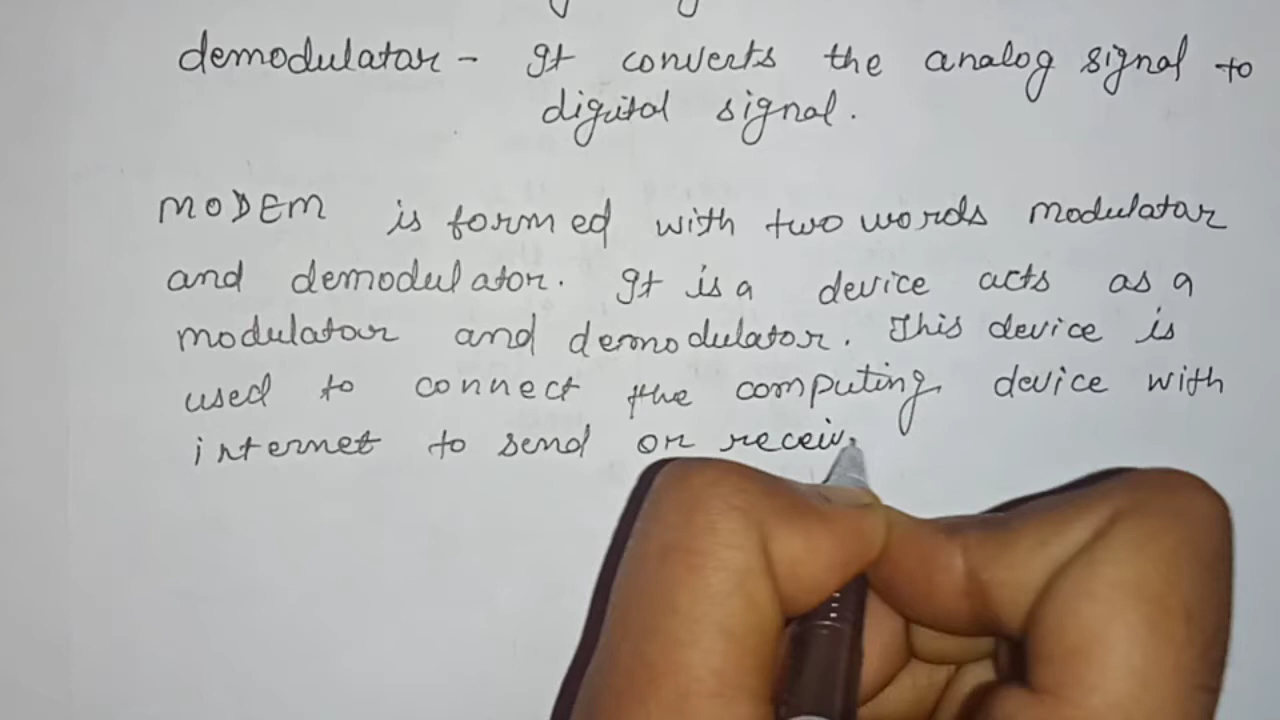 demodulatar - It converts the analog signal to
digital signal.
MODEM is formed with two words modulatar
and demodulator. It is a device acts as a
modulator and demodulator. This device is
used to connect the computing device with
internet to send or receiv